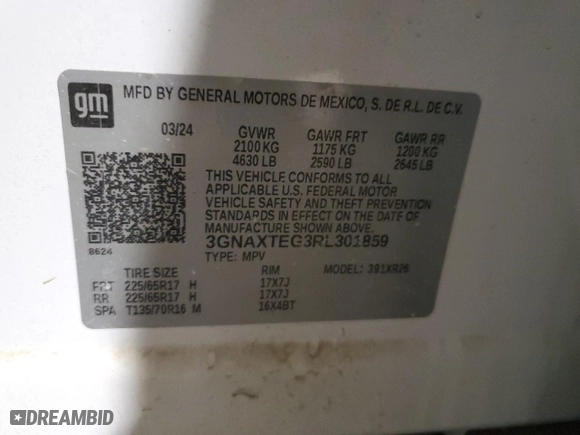 gm
MFD BY GENERAL MOTORS DE MEXICO, S. DE R.L. DE C.V.
03/24 GVWR GAWR FRT GAWR RR
2100 KG 1175 KG 1200 KG
4630 LB 2590 LB 2645 LB
THIS VEHICLE CONFORMS TO ALL
APPLICABLE U.S. FEDERAL MOTOR
VEHICLE SAFETY AND THEFT PREVENTION
STANDARDS IN EFFECT ON THE DATE OF
MANUFACTURE SHOWN ABOVE.
3GNAXTEG3RL301859
8624
TYPE: MPV MODEL: 391XR26
TIRE SIZE RIM
FRT 225/65R17 H 17X7J
RR 225/65R17 H 17X7J
SPA T135/70R16 M 16X4BT
DREAMBID